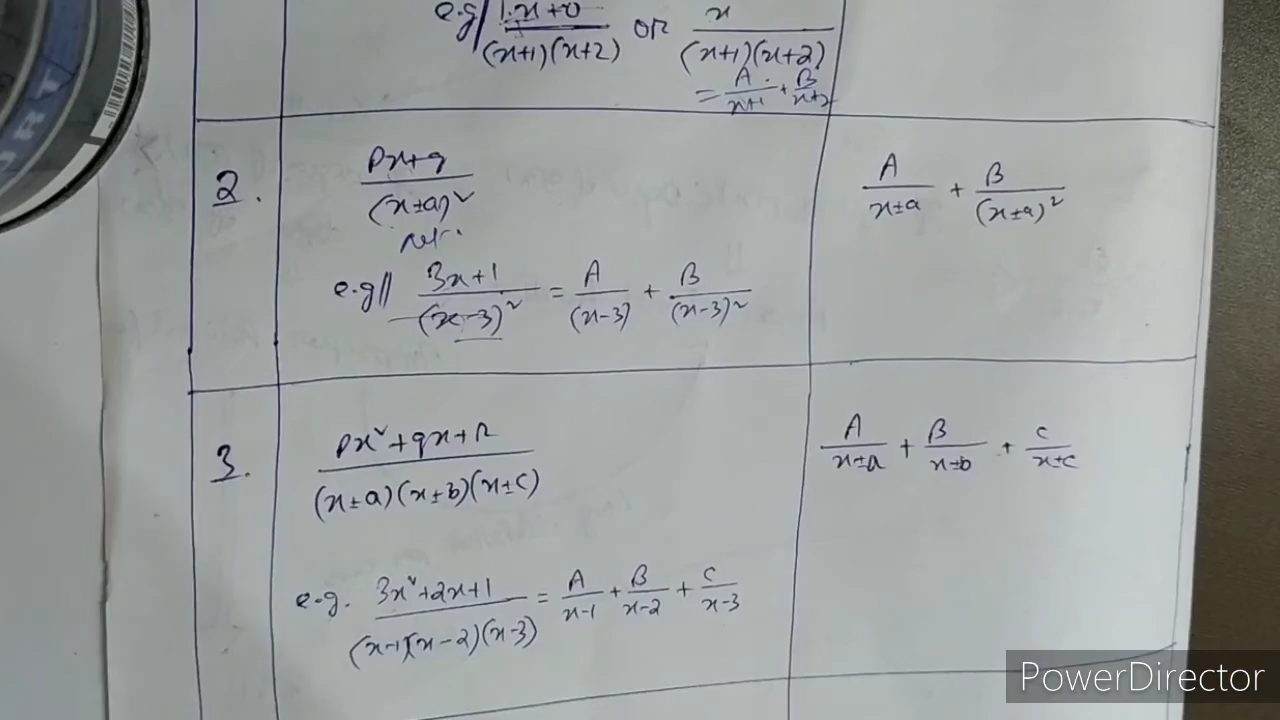 e.g// 1.x+0/(x+1)(x+2) OR x/(x+1)(x+2)
= A/x+1 + B/x+2
2. px+q/(x±a)² A/x±a + B/(x±a)²
e.g// 3x+1/(x-3)² = A/(x-3) + B/(x-3)²
3. px²+qx+r/(x±a)(x±b)(x±c) A/x±a + B/x±b + C/x±c
e.g. 3x²+2x+1/(x-1)(x-2)(x-3) = A/x-1 + B/x-2 + C/x-3
PowerDirector